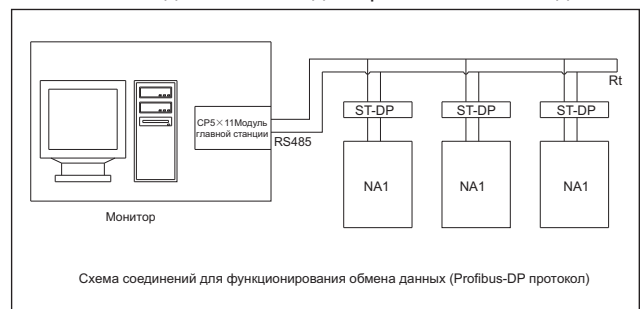 Rt
ST-DP ST-DP ST-DP
CP5×11Модуль
главной станции
RS485
NA1 NA1 NA1
Монитор
Схема соединений для функционирования обмена данных (Profibus-DP протокол)